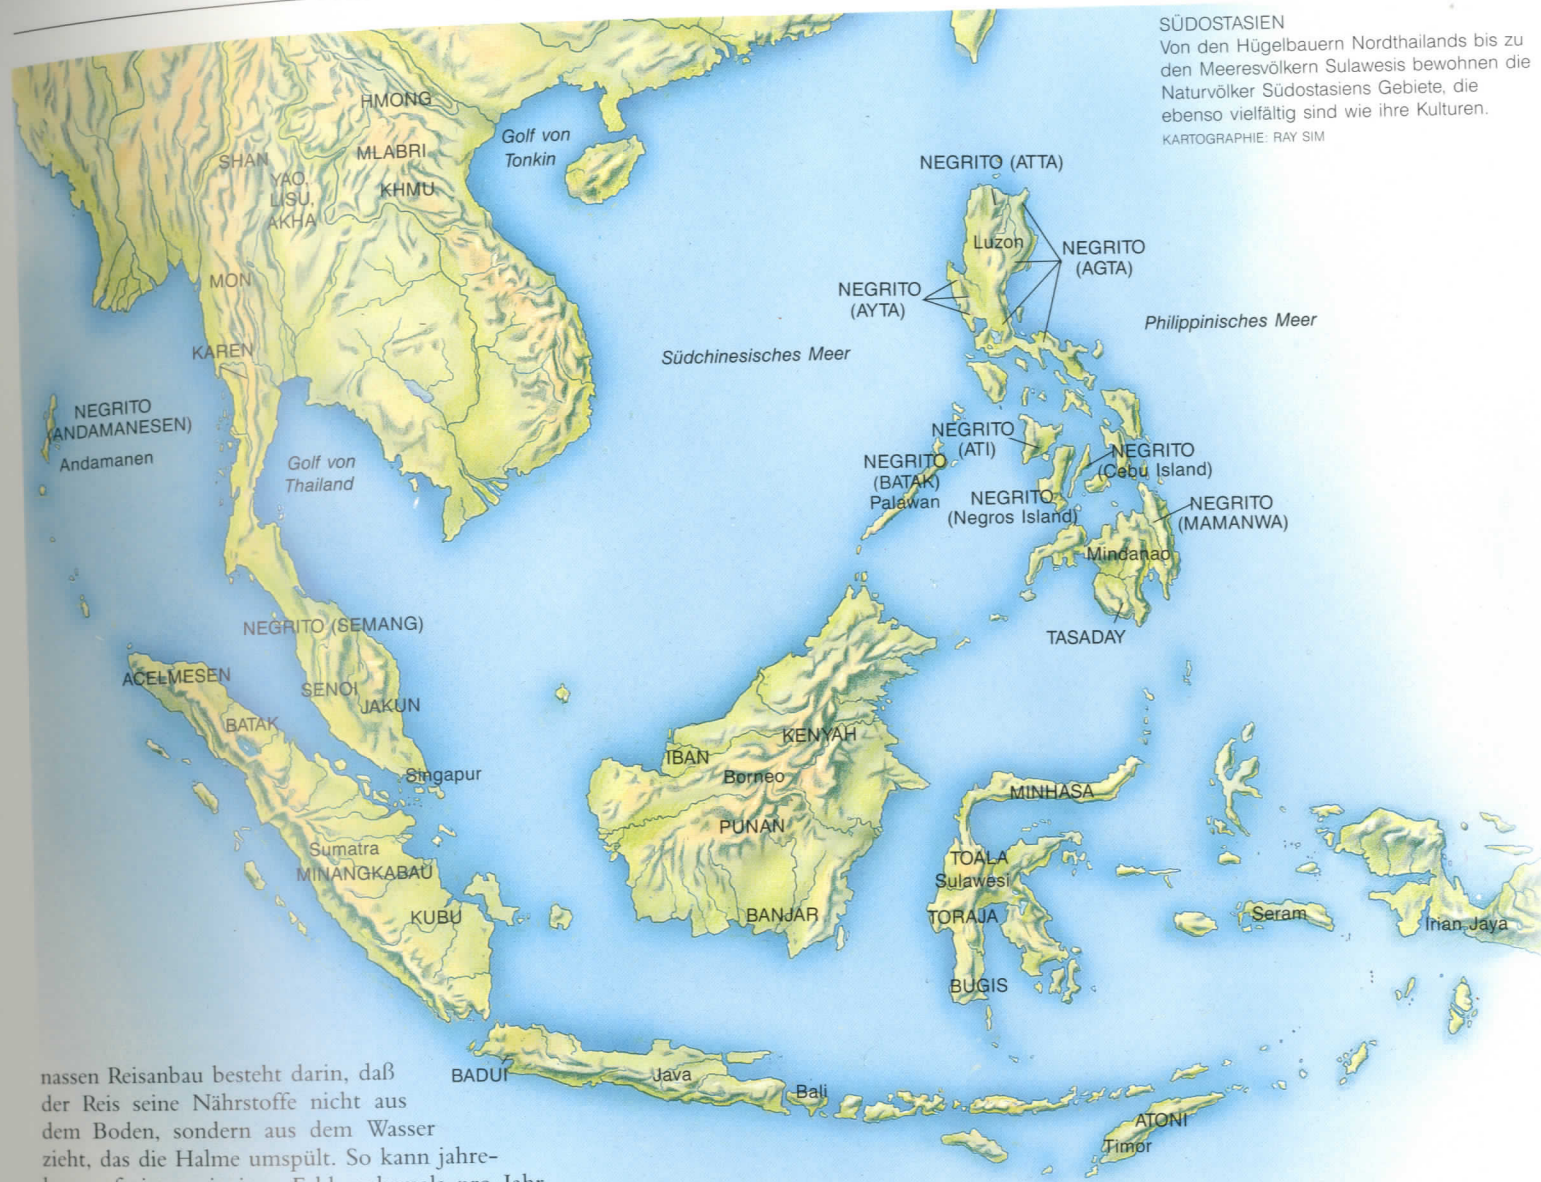 SÜDOSTASIEN
Von den Hügelbauern Nordthailands bis zu
den Meeresvölkern Sulawesis bewohnen die
Naturvölker Südostasiens Gebiete, die
ebenso vielfältig sind wie ihre Kulturen.
KARTOGRAPHIE: RAY SIM
HMONG
Golf von
Tonkin
SHAN
MLABRI
YAO,
LISU,
AKHA
KHMU
NEGRITO (ATTA)
Luzon
NEGRITO
(AGTA)
MON
NEGRITO
(AYTA)
Philippinisches Meer
KAREN
Südchinesisches Meer
NEGRITO
(ANDAMANESEN)
Andamanen
Golf von
Thailand
NEGRITO
(ATI)
NEGRITO
(BATAK)
Palawan
NEGRITO
(Cebu Island)
NEGRITO
(Negros Island)
NEGRITO
(MAMANWA)
Mindanao
TASADAY
NEGRITO (SEMANG)
ACELMESEN
SENOI
JAKUN
BATAK
Singapur
KENYAH
IBAN
Borneo
MINHASA
PUNAN
Sumatra
MINANGKABAU
TOALA
Sulawesi
KUBU
BANJAR
TORAJA
Seram
Irian Jaya
BUGIS
BADUI
Java
Bali
ATONI
Timor
nassen Reisanbau besteht darin, daß
der Reis seine Nährstoffe nicht aus
dem Boden, sondern aus dem Wasser
zieht, das die Halme umspült. So kann jahre-